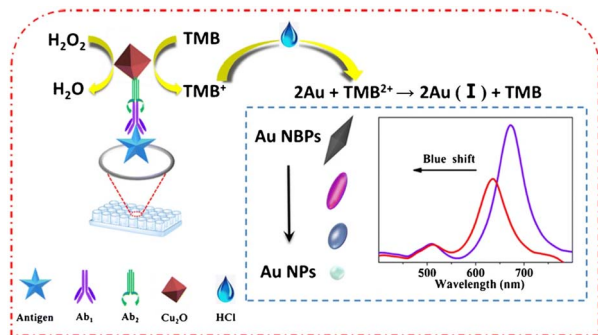 H₂O₂
TMB
H₂O
TMB⁺
2Au + TMB²⁺ → 2Au ( I ) + TMB
Au NBPs
Au NPs
Blue shift
500
600
700
Wavelength (nm)
Antigen
Ab₁
Ab₂
Cu₂O
HCl